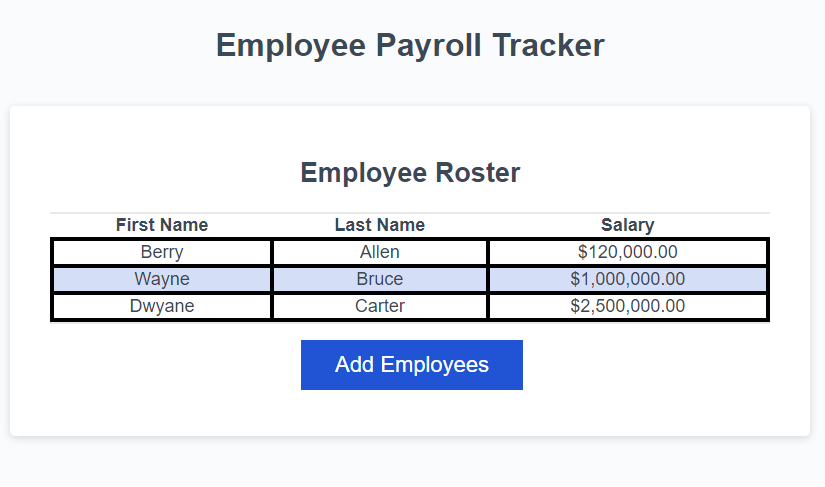 Employee Payroll Tracker
Employee Roster
First Name Last Name Salary
Berry Allen $120,000.00
Wayne Bruce $1,000,000.00
Dwyane Carter $2,500,000.00
Add Employees